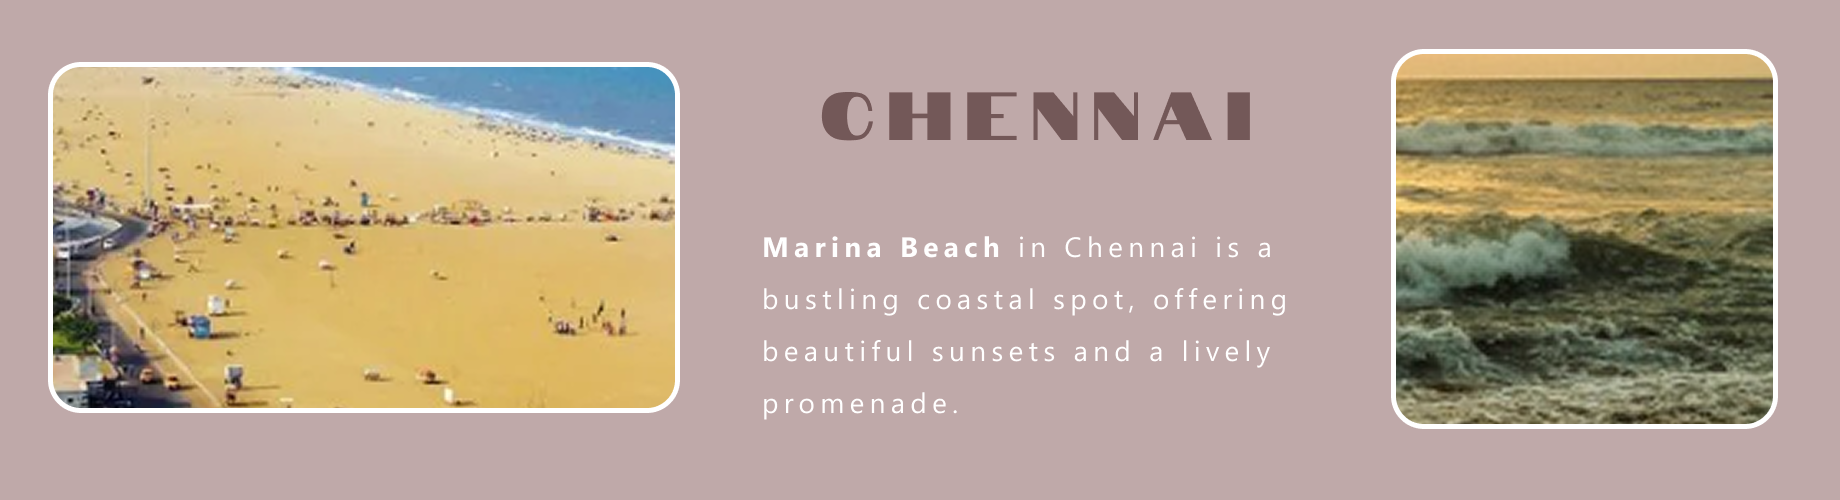 CHENNAI
Marina Beach in Chennai is a
bustling coastal spot, offering
beautiful sunsets and a lively
promenade.